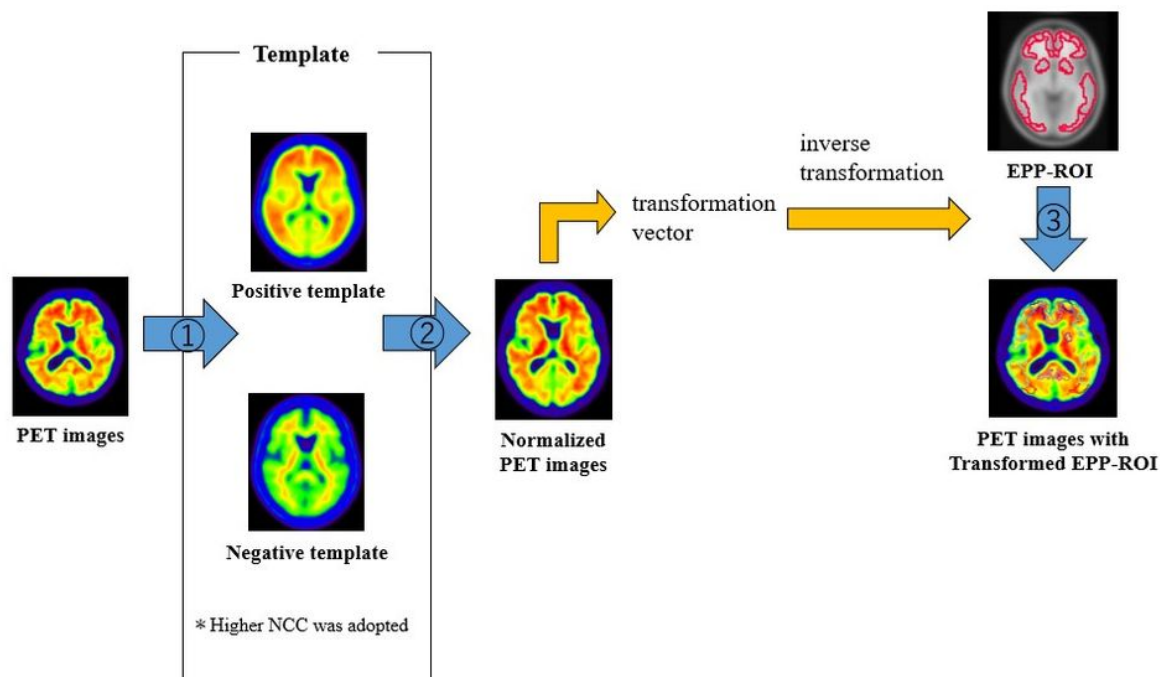 Template
Positive template
Negative template
* Higher NCC was adopted
PET images
①
②
Normalized
PET images
transformation
vector
inverse
transformation
EPP-ROI
③
PET images with
Transformed EPP-ROI